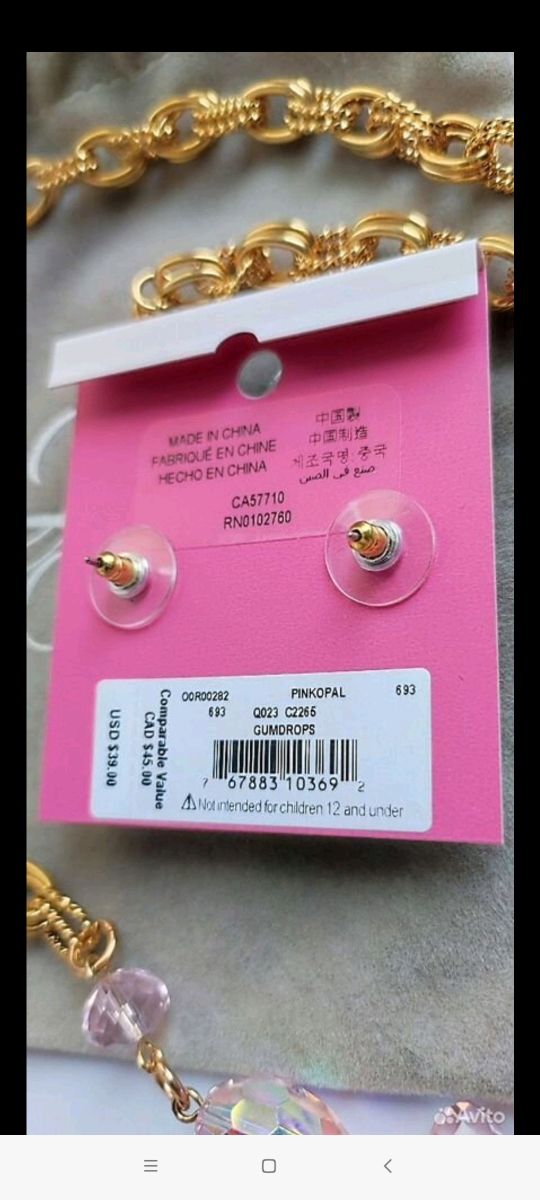 MADE IN CHINA
FABRIQUÉ EN CHINE
HECHO EN CHINA
中国製
中国制造
제조국명: 중국
صنع في الصين
CA57710
RN0102760
O0R00282 PINKOPAL 693
693 Q023 C2265
GUMDROPS
7 67883 10369 2
⚠ Not intended for children 12 and under
Comparable Value
CAD $45.00
USD $39.00
Avito